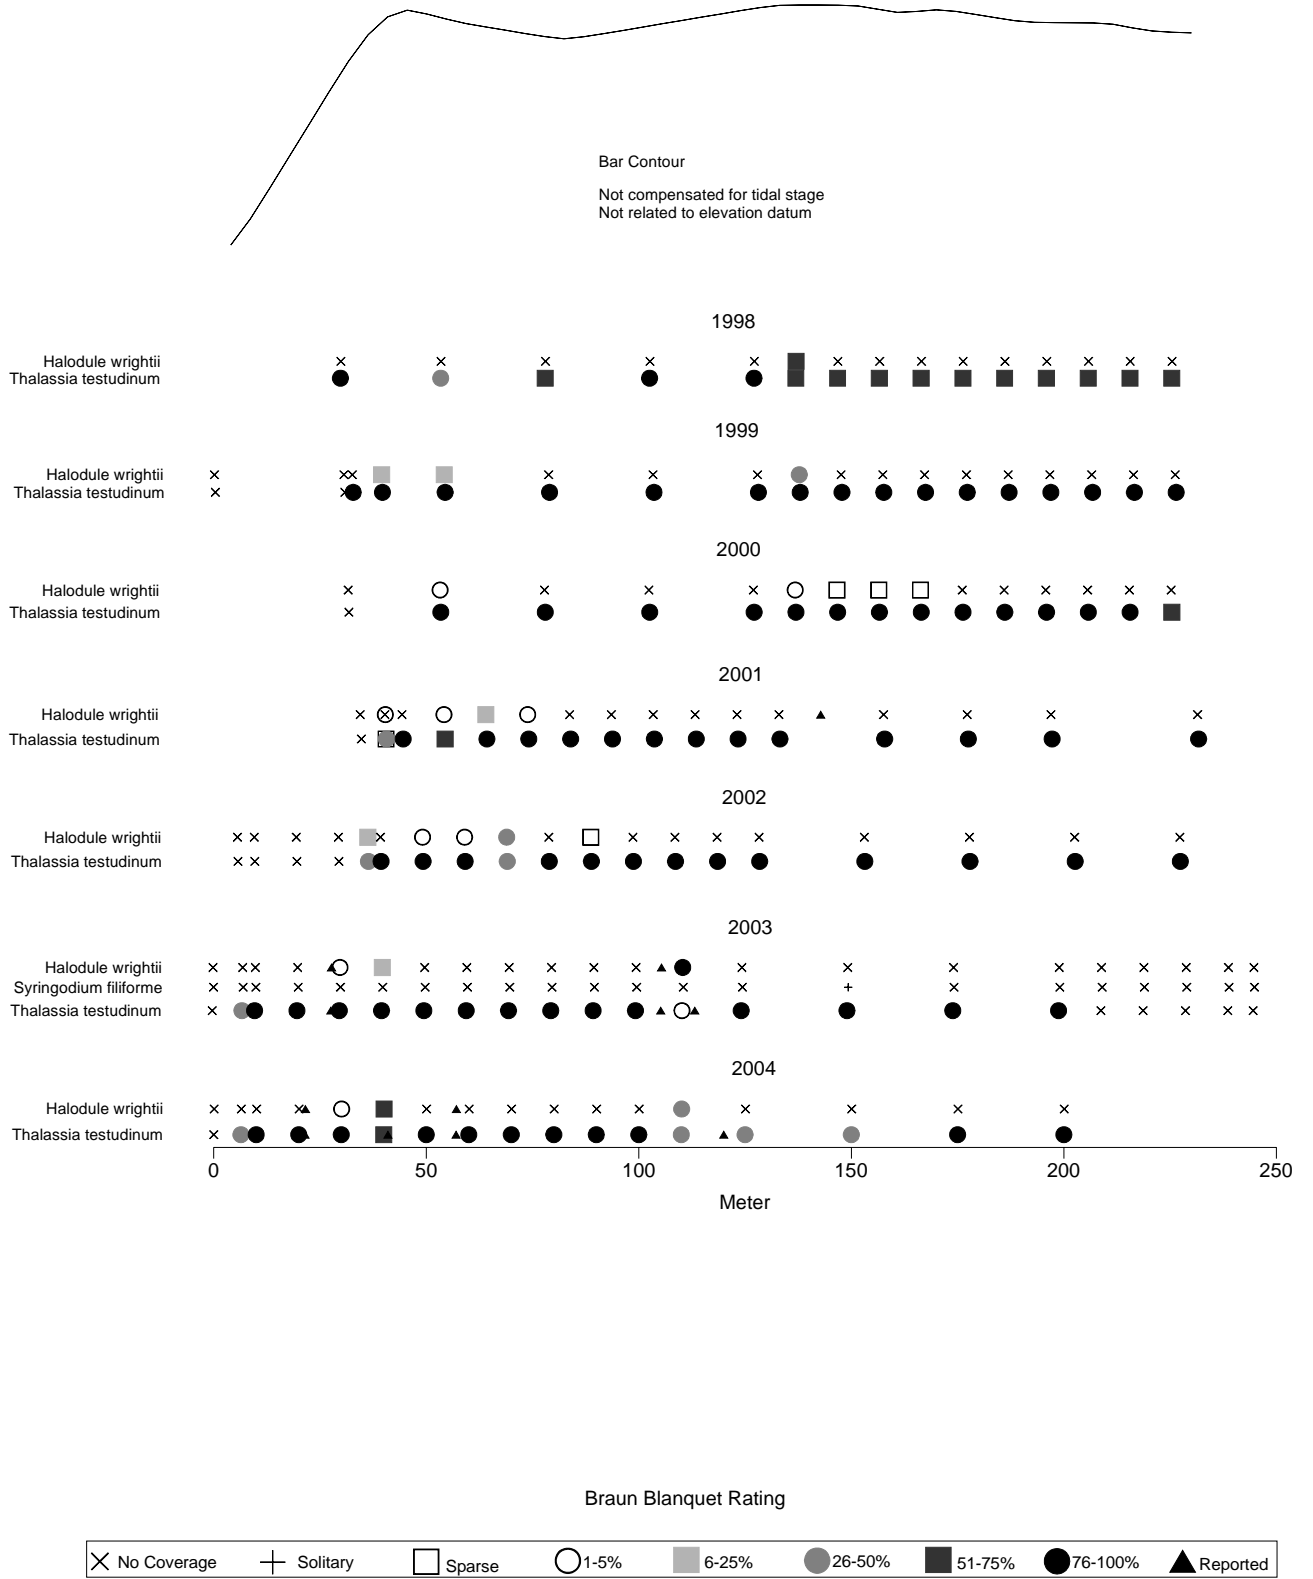 Bar Contour
Not compensated for tidal stage
Not related to elevation datum
1998
Halodule wrightii
Thalassia testudinum
1999
Halodule wrightii
Thalassia testudinum
2000
Halodule wrightii
Thalassia testudinum
2001
Halodule wrightii
Thalassia testudinum
2002
Halodule wrightii
Thalassia testudinum
2003
Halodule wrightii
Syringodium filiforme
Thalassia testudinum
2004
Halodule wrightii
Thalassia testudinum
0 50 100 150 200 250
Meter
Braun Blanquet Rating
No Coverage Solitary Sparse 1-5% 6-25% 26-50% 51-75% 76-100% Reported